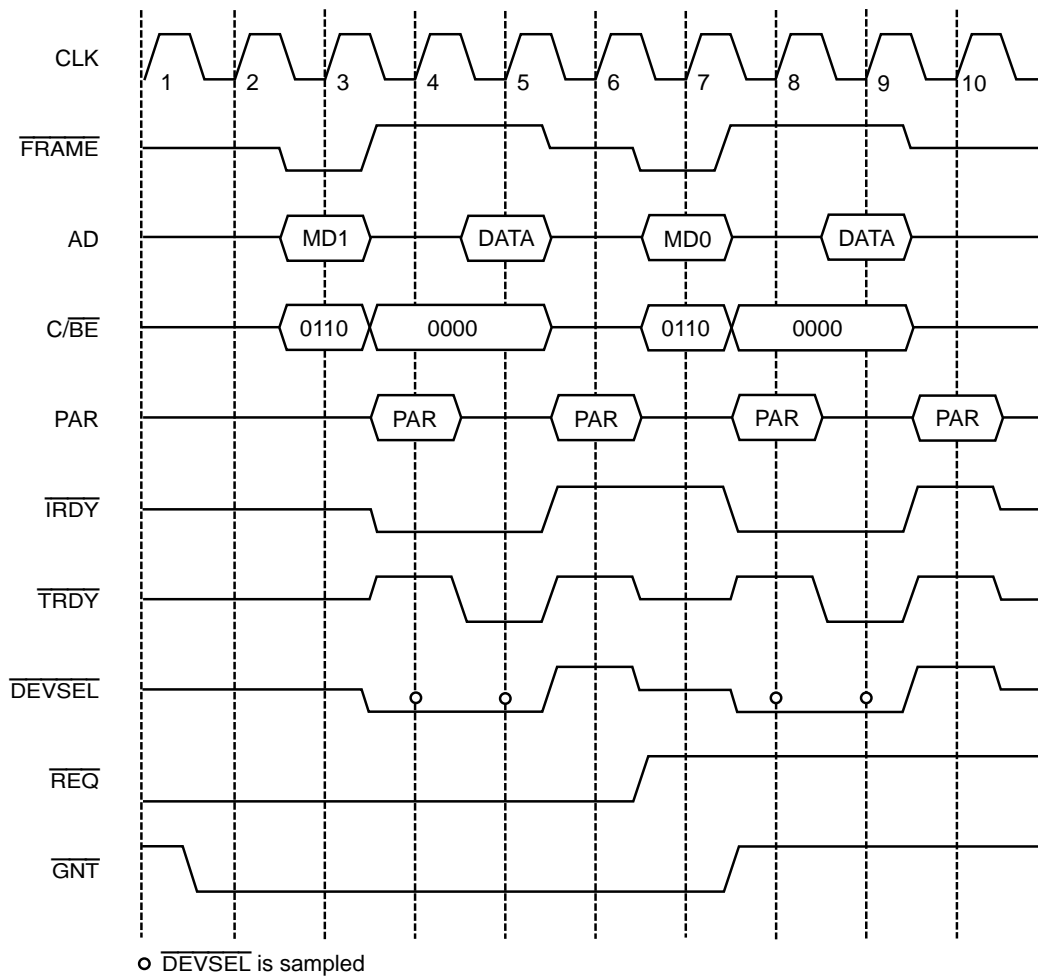 CLK
1 2 3 4 5 6 7 8 9 10
FRAME
AD
MD1 DATA MD0 DATA
C/BE
0110 0000 0110 0000
PAR
PAR PAR PAR PAR
IRDY
TRDY
DEVSEL
REQ
GNT
DEVSEL is sampled